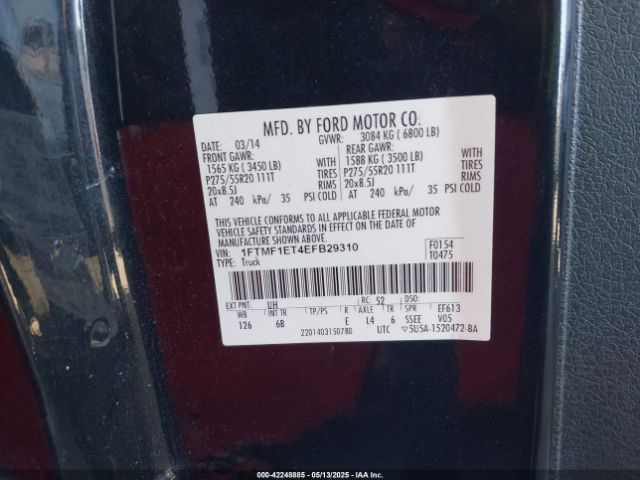 MFD. BY FORD MOTOR CO.
DATE: 03/14 GVWR: 3084 KG ( 6800 LB)
FRONT GAWR: REAR GAWR:
1565 KG ( 3450 LB) WITH 1588 KG ( 3500 LB) WITH
P275/55R20 111T TIRES P275/55R20 111T TIRES
20x8.5J RIMS 20x8.5J RIMS
AT 240 kPa/ 35 PSI COLD AT 240 kPa/ 35 PSI COLD
THIS VEHICLE CONFORMS TO ALL APPLICABLE FEDERAL MOTOR
VEHICLE SAFETY STANDARDS IN EFFECT ON THE DATE OF
MANUFACTURE SHOWN ABOVE.
VIN: 1FTMF1ET4EFB29310 F0154
TYPE: Truck T0475
EXT PNT: UH RC: 52 DSO:
WB INT TR TP/PS R AXLE TR SPR EF613
126 6B E L4 6 SSEE V05
2201403150780 UTC 5U5A-1520472-BA
000-42248885 - 05/13/2025 - IAAI.COM